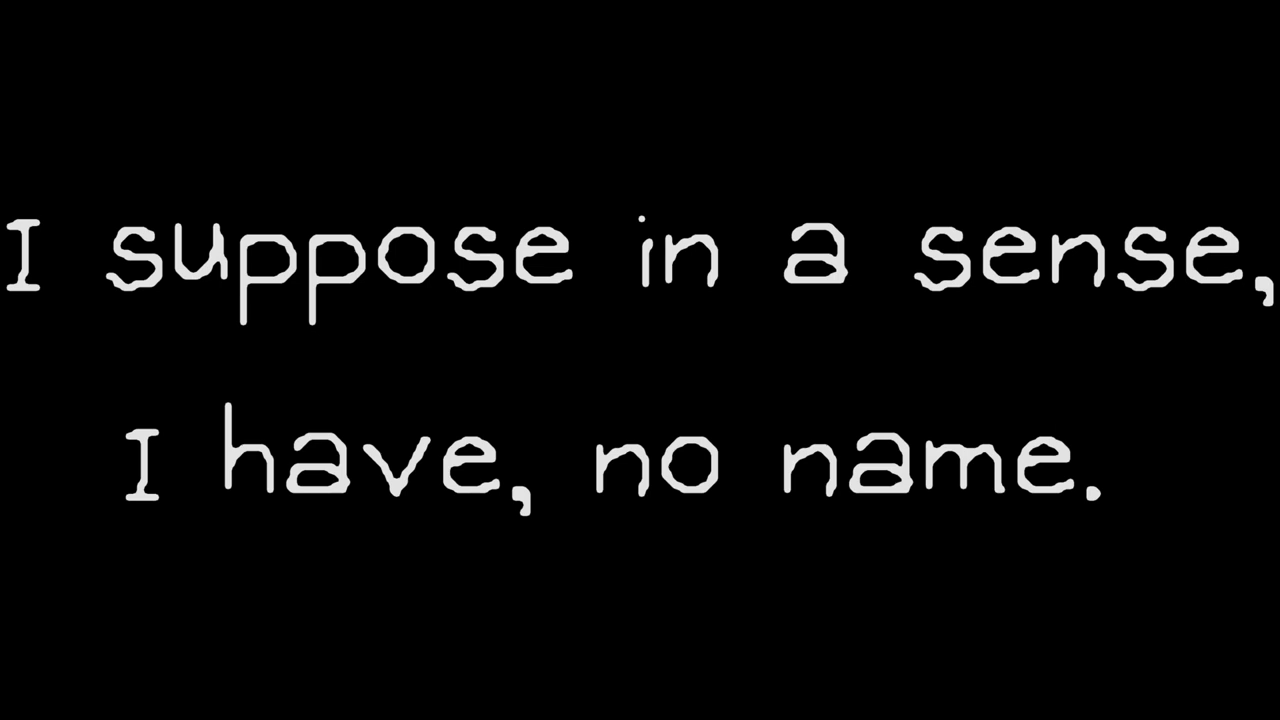 I suppose in a sense,
I have, no name.